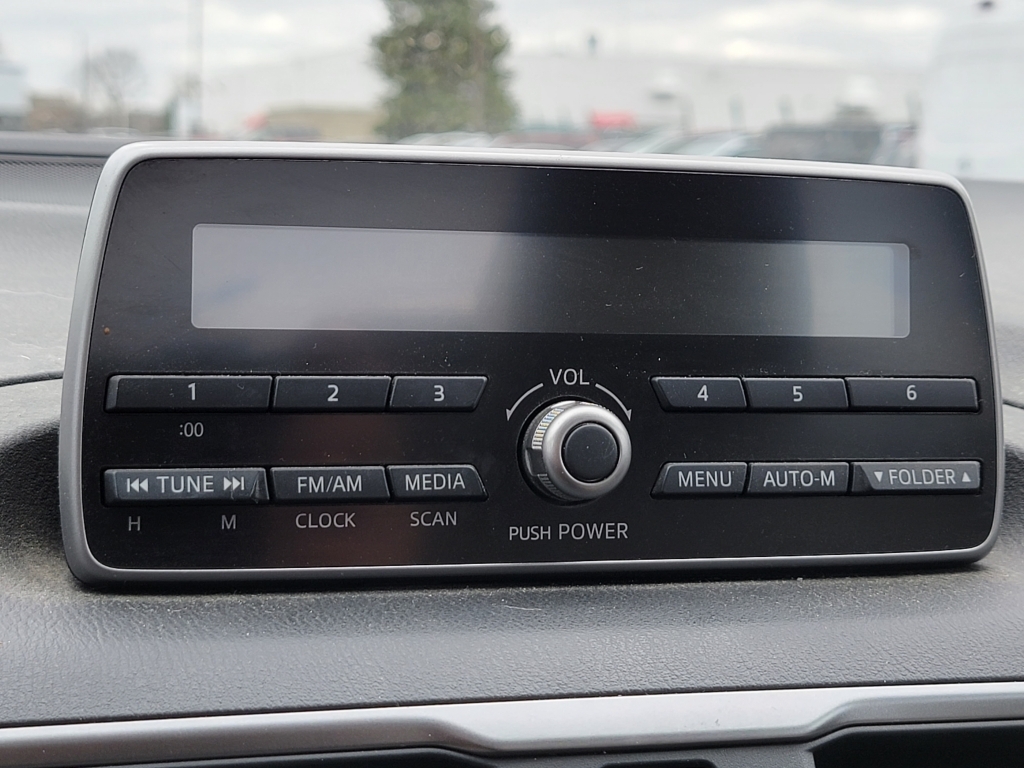 VOL
1 2 3 4 5 6
:00
⏮ TUNE ⏭ FM/AM MEDIA MENU AUTO-M ▼ FOLDER ▲
H M CLOCK SCAN
PUSH POWER